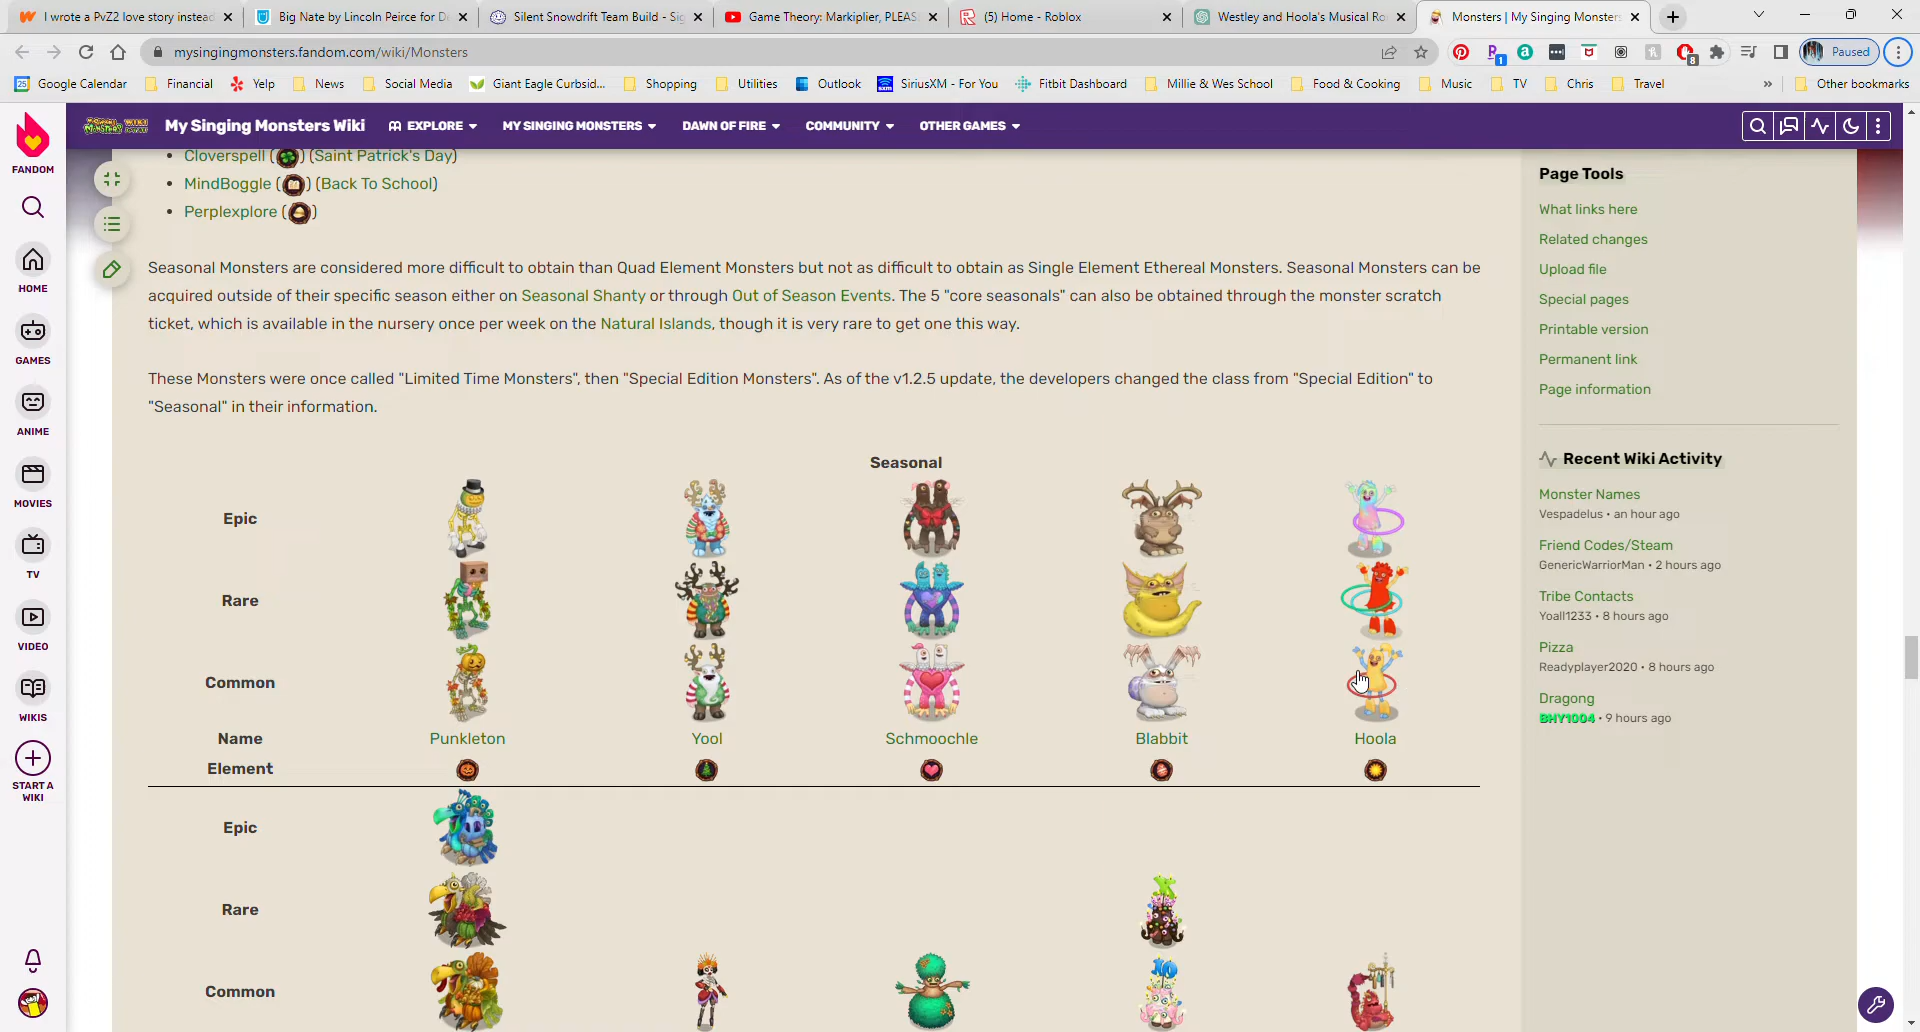 I wrote a PvZ2 love story instead
Big Nate by Lincoln Peirce for De
Silent Snowdrift Team Build - Sig
Game Theory: Markiplier, PLEAS
(5) Home - Roblox
Westley and Hoola's Musical Ro
Monsters | My Singing Monsters
mysingingmonsters.fandom.com/wiki/Monsters
1
8
Paused
25
Google Calendar
Financial
Yelp
News
Social Media
Giant Eagle Curbsid...
Shopping
Utilities
Outlook
SiriusXM - For You
Fitbit Dashboard
Millie & Wes School
Food & Cooking
Music
TV
Chris
Travel
»
Other bookmarks
My Singing Monsters Wiki
EXPLORE
MY SINGING MONSTERS
DAWN OF FIRE
COMMUNITY
OTHER GAMES
FANDOM
HOME
GAMES
ANIME
MOVIES
TV
VIDEO
WIKIS
START A
WIKI
• Cloverspell () (Saint Patrick's Day)
• MindBoggle () (Back To School)
• Perplexplore ()
Seasonal Monsters are considered more difficult to obtain than Quad Element Monsters but not as difficult to obtain as Single Element Ethereal Monsters. Seasonal Monsters can be
acquired outside of their specific season either on Seasonal Shanty or through Out of Season Events. The 5 "core seasonals" can also be obtained through the monster scratch
ticket, which is available in the nursery once per week on the Natural Islands, though it is very rare to get one this way.
These Monsters were once called "Limited Time Monsters", then "Special Edition Monsters". As of the v1.2.5 update, the developers changed the class from "Special Edition" to
"Seasonal" in their information.
Seasonal
Epic
Rare
Common
Name Punkleton Yool Schmoochle Blabbit Hoola
Element
Epic
Rare
Common
Page Tools
What links here
Related changes
Upload file
Special pages
Printable version
Permanent link
Page information
Recent Wiki Activity
Monster Names
Vespadelus • an hour ago
Friend Codes/Steam
GenericWarriorMan • 2 hours ago
Tribe Contacts
Yoall1233 • 8 hours ago
Pizza
Readyplayer2020 • 8 hours ago
Dragong
BHY1004 • 9 hours ago